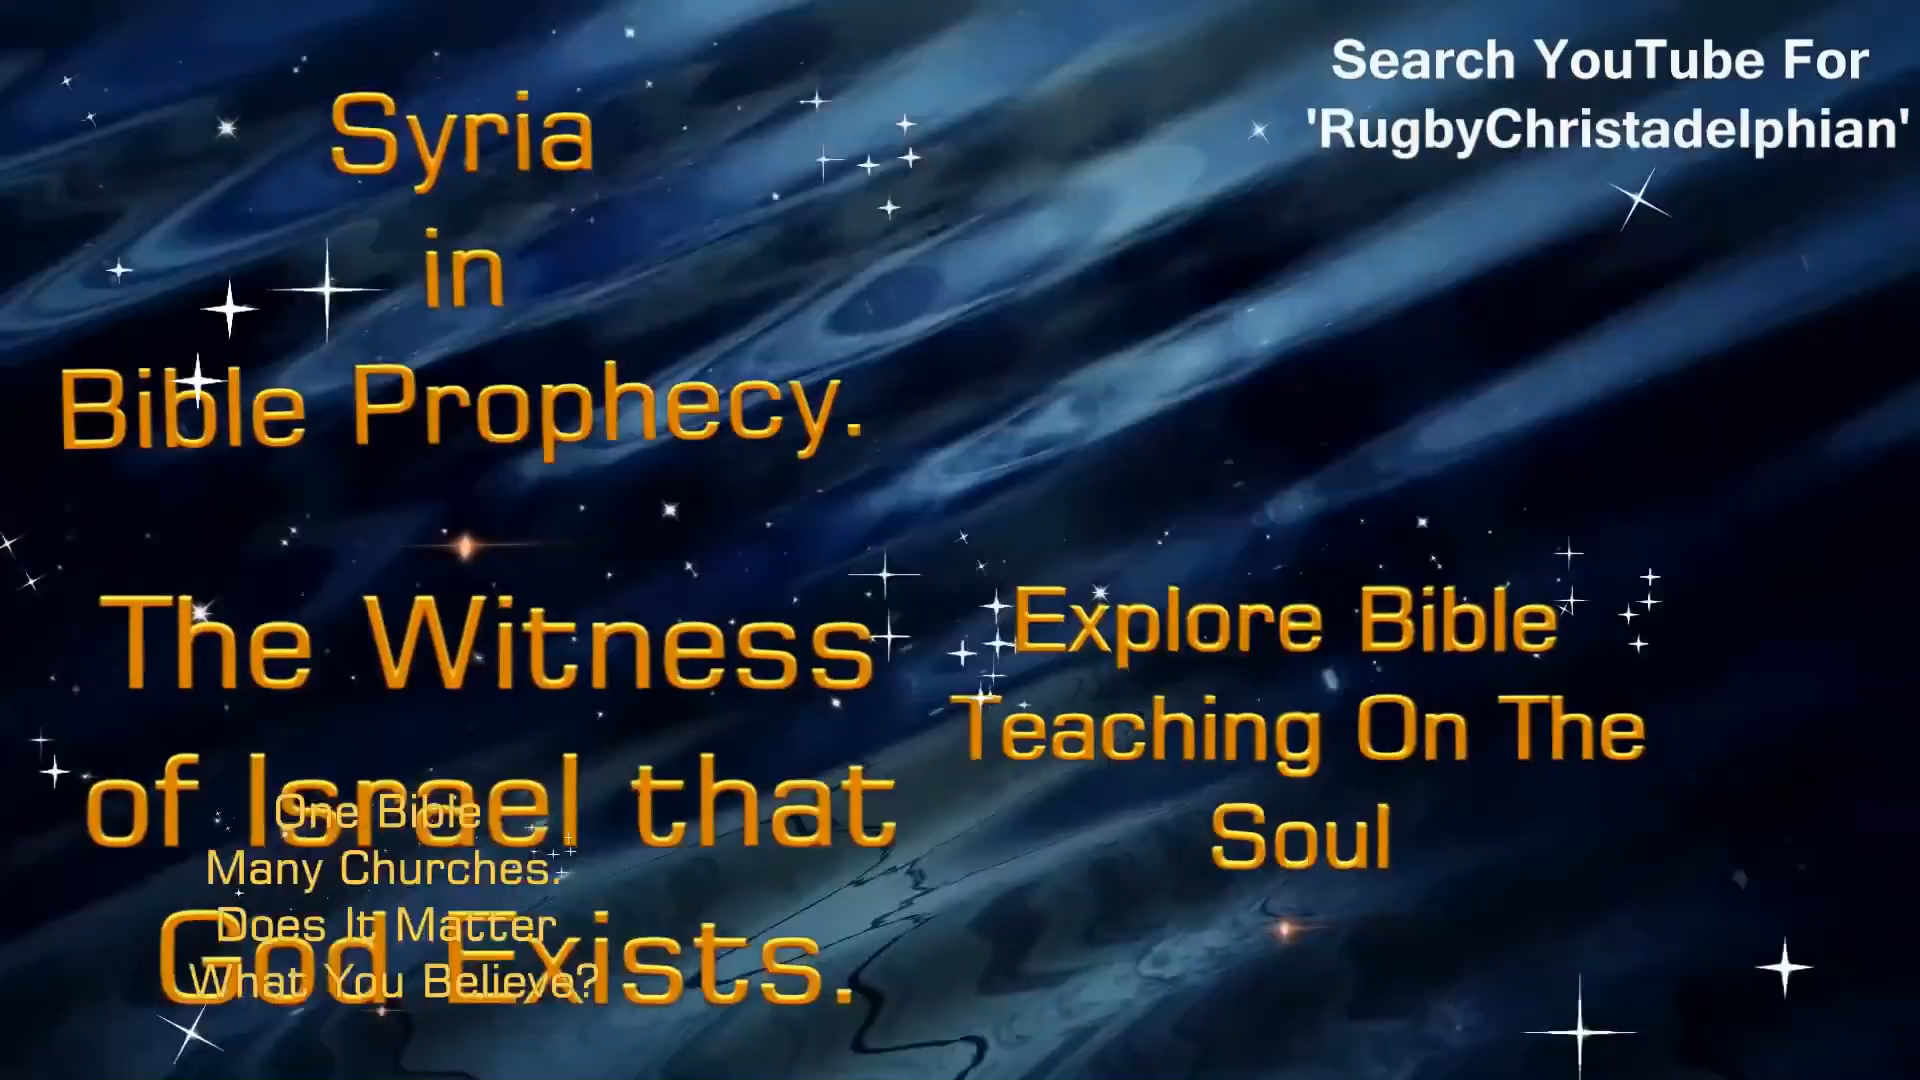 Search YouTube For
'RugbyChristadelphian'
Syria
in
Bible Prophecy.
The Witness
of Israel that
God Exists.
One Bible
Many Churches.
Does It Matter
What You Believe?
Explore Bible
Teaching On The
Soul